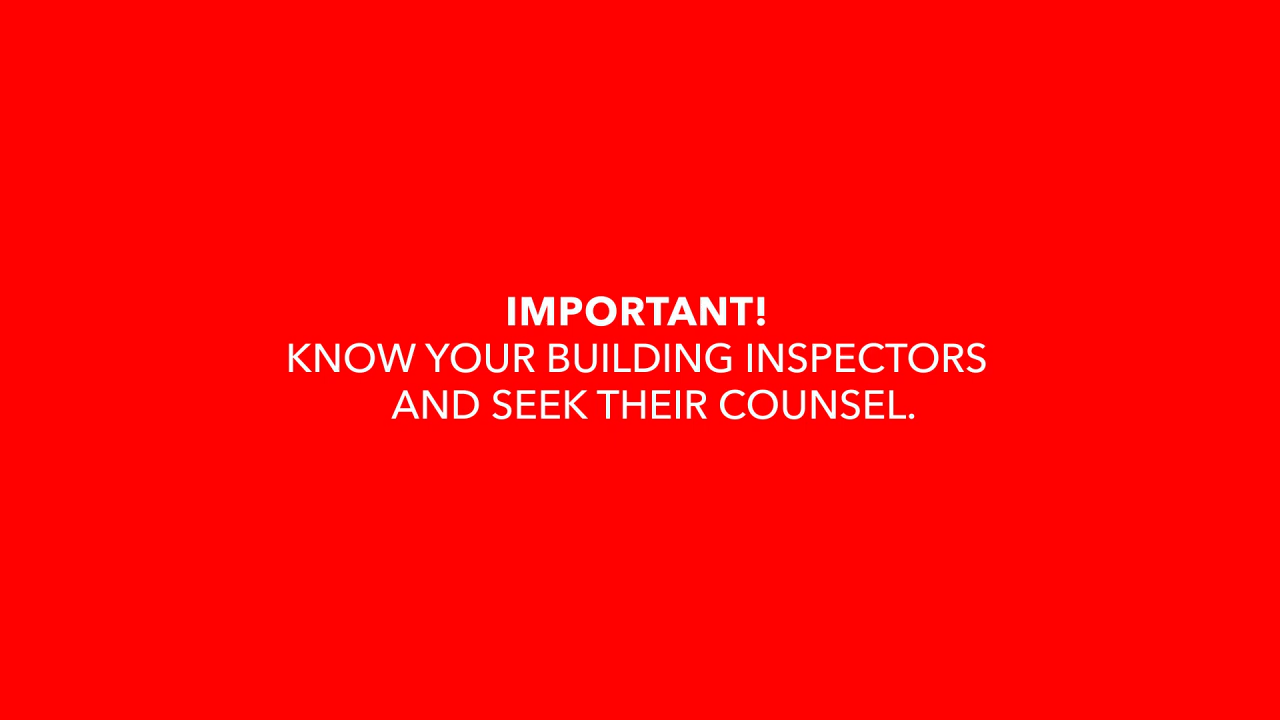 IMPORTANT!
KNOW YOUR BUILDING INSPECTORS
AND SEEK THEIR COUNSEL.